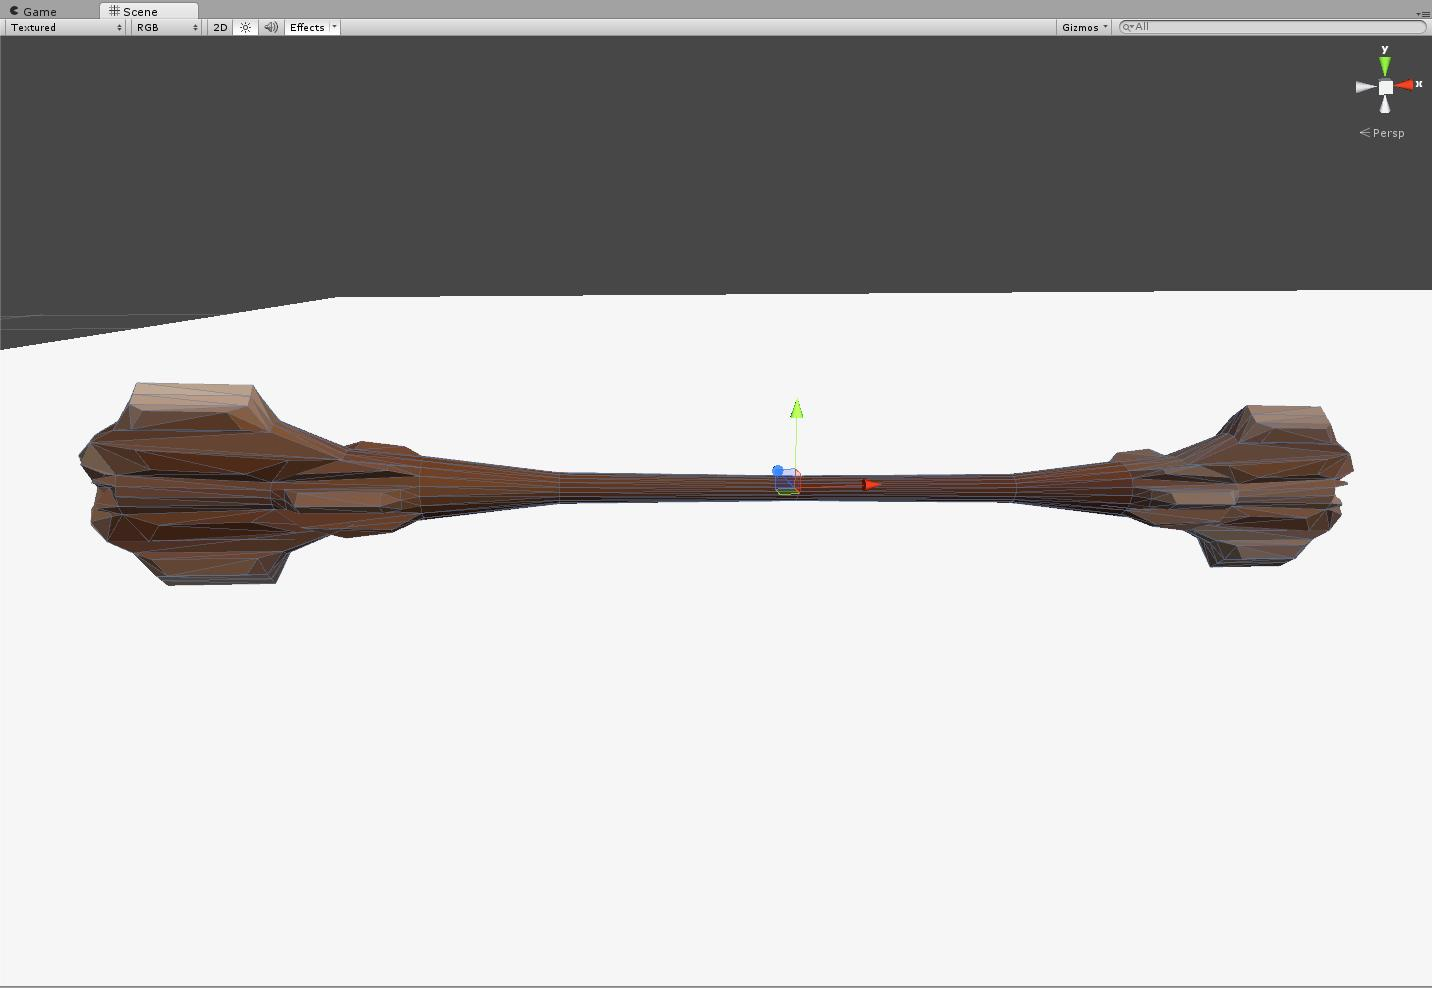 Game Scene
Textured RGB 2D Effects Gizmos All
y
x
Persp